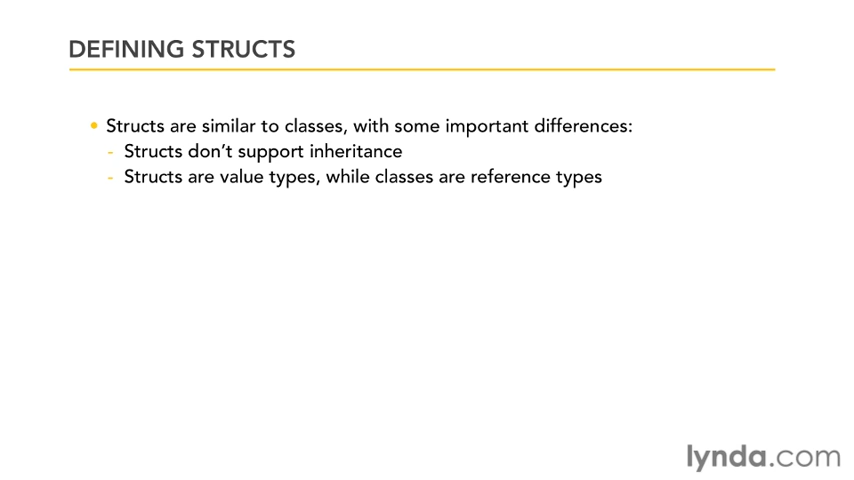 DEFINING STRUCTS
• Structs are similar to classes, with some important differences:
- Structs don't support inheritance
- Structs are value types, while classes are reference types
lynda.com